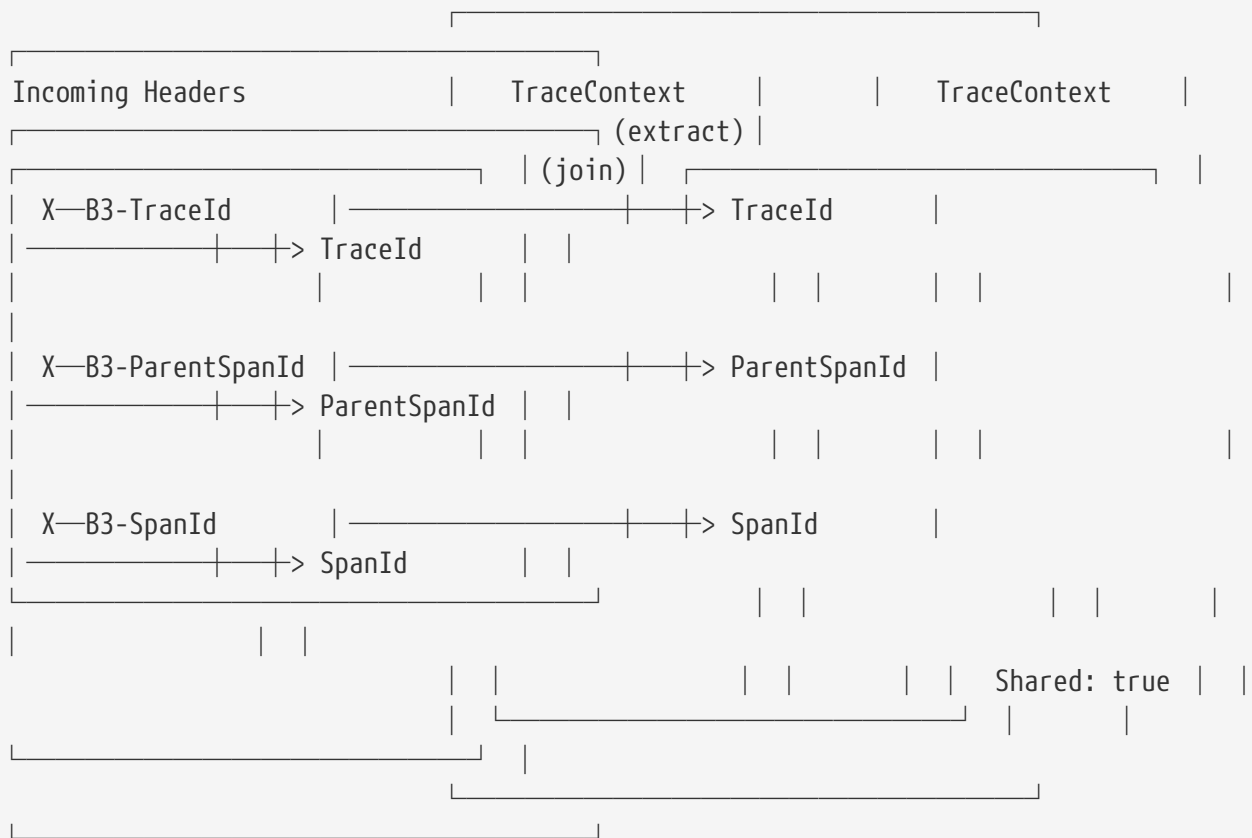 Incoming Headers │ TraceContext │ │ TraceContext │
(extract)│
│(join)│
│ X─B3-TraceId │───────────────────┼───┼> TraceId │
│─────────────┼───┼> TraceId │ │
│ X─B3-ParentSpanId │───────────────────┼───┼> ParentSpanId │
│─────────────┼───┼> ParentSpanId │ │
│ X─B3-SpanId │───────────────────┼───┼> SpanId │
│─────────────┼───┼> SpanId │ │
│ │ │ │ │ │ Shared: true │ │